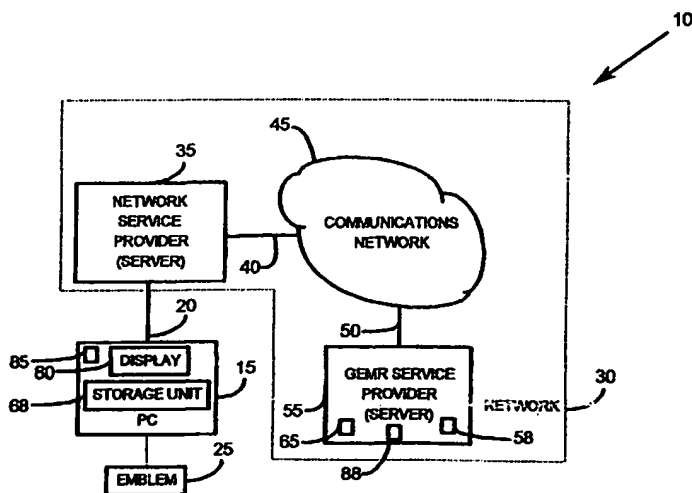 10
45
35
NETWORK
SERVICE
PROVIDER
(SERVER)
COMMUNICATIONS
NETWORK
40
20
50
85
DISPLAY
80
15
GEMR SERVICE
PROVIDER
(SERVER)
55
30
NETWORK
68
STORAGE UNIT
PC
65
58
88
25
EMBLEM